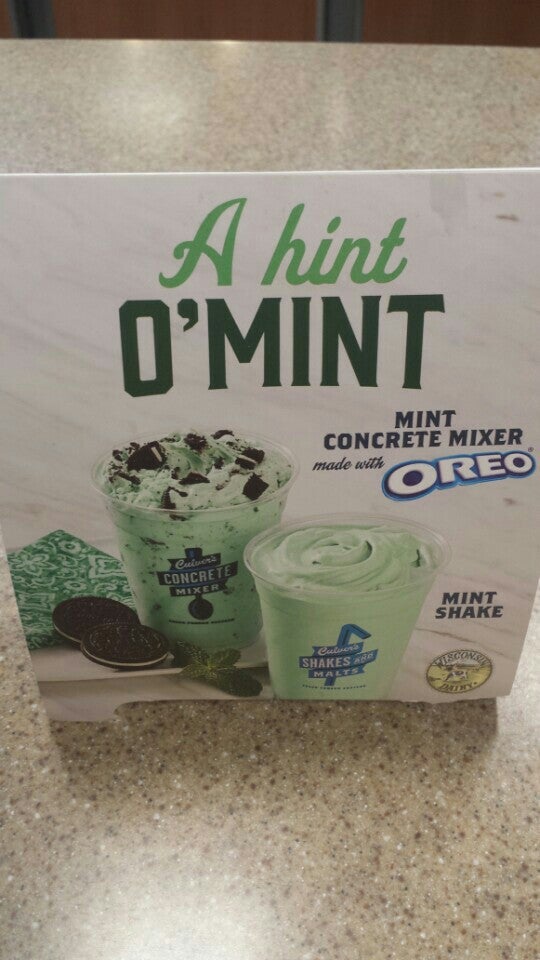 A hint
O'MINT
MINT
CONCRETE MIXER
made with OREO
Culver's
CONCRETE
MIXER
Culver's
SHAKES AND
MALTS
MINT
SHAKE
WISCONSIN
DAIRY